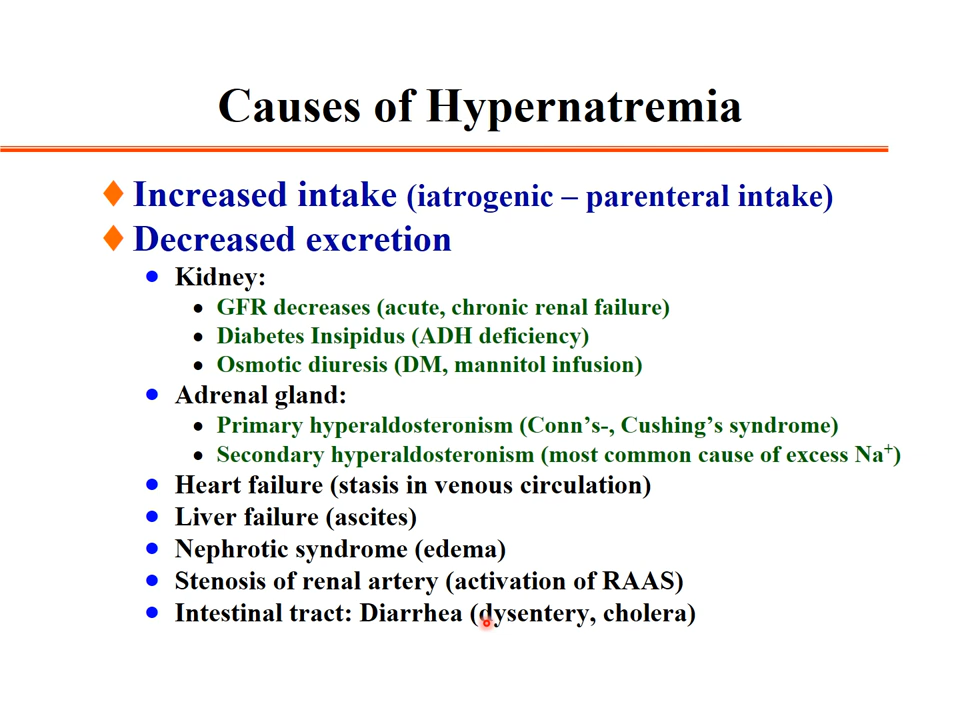 Causes of Hypernatremia
Increased intake (iatrogenic – parenteral intake)
Decreased excretion
Kidney:
GFR decreases (acute, chronic renal failure)
Diabetes Insipidus (ADH deficiency)
Osmotic diuresis (DM, mannitol infusion)
Adrenal gland:
Primary hyperaldosteronism (Conn's-, Cushing's syndrome)
Secondary hyperaldosteronism (most common cause of excess Na⁺)
Heart failure (stasis in venous circulation)
Liver failure (ascites)
Nephrotic syndrome (edema)
Stenosis of renal artery (activation of RAAS)
Intestinal tract: Diarrhea (dysentery, cholera)